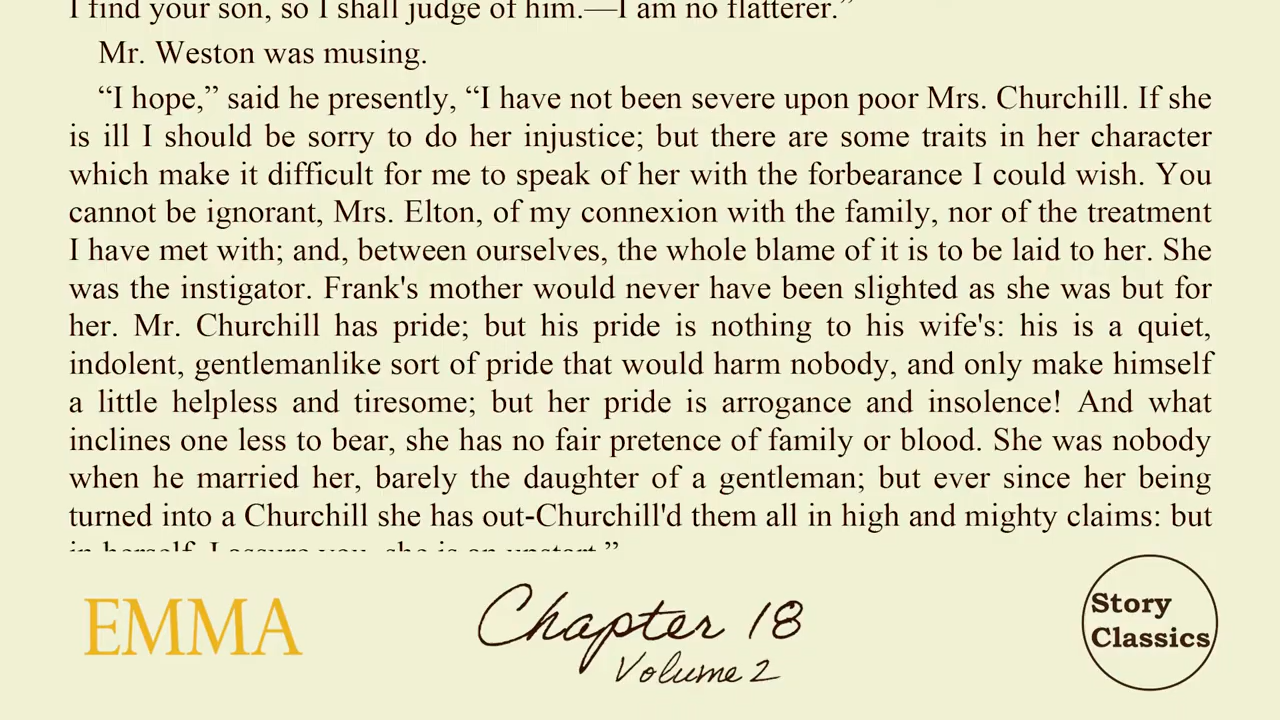 I find your son, so I shall judge of him.—I am no flatterer.”
Mr. Weston was musing.
“I hope,” said he presently, “I have not been severe upon poor Mrs. Churchill. If she
is ill I should be sorry to do her injustice; but there are some traits in her character
which make it difficult for me to speak of her with the forbearance I could wish. You
cannot be ignorant, Mrs. Elton, of my connexion with the family, nor of the treatment
I have met with; and, between ourselves, the whole blame of it is to be laid to her. She
was the instigator. Frank's mother would never have been slighted as she was but for
her. Mr. Churchill has pride; but his pride is nothing to his wife's: his is a quiet,
indolent, gentlemanlike sort of pride that would harm nobody, and only make himself
a little helpless and tiresome; but her pride is arrogance and insolence! And what
inclines one less to bear, she has no fair pretence of family or blood. She was nobody
when he married her, barely the daughter of a gentleman; but ever since her being
turned into a Churchill she has out-Churchill'd them all in high and mighty claims: but
in herself, I assure you, she is an upstart.”
EMMA
Chapter 18
Volume 2
Story
Classics